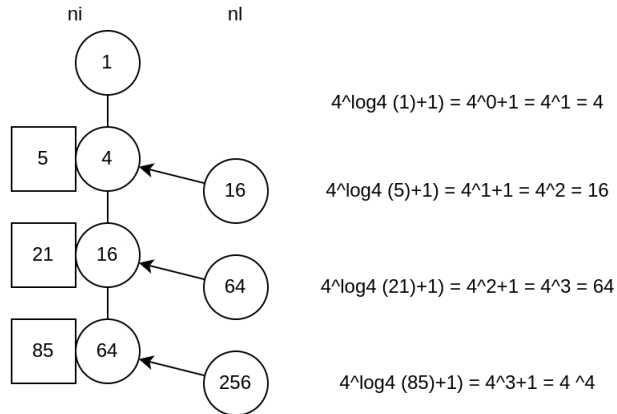 ni nl
1
4^log4 (1)+1) = 4^0+1 = 4^1 = 4
5 4
16
4^log4 (5)+1) = 4^1+1 = 4^2 = 16
21 16
64
4^log4 (21)+1) = 4^2+1 = 4^3 = 64
85 64
256
4^log4 (85)+1) = 4^3+1 = 4 ^4